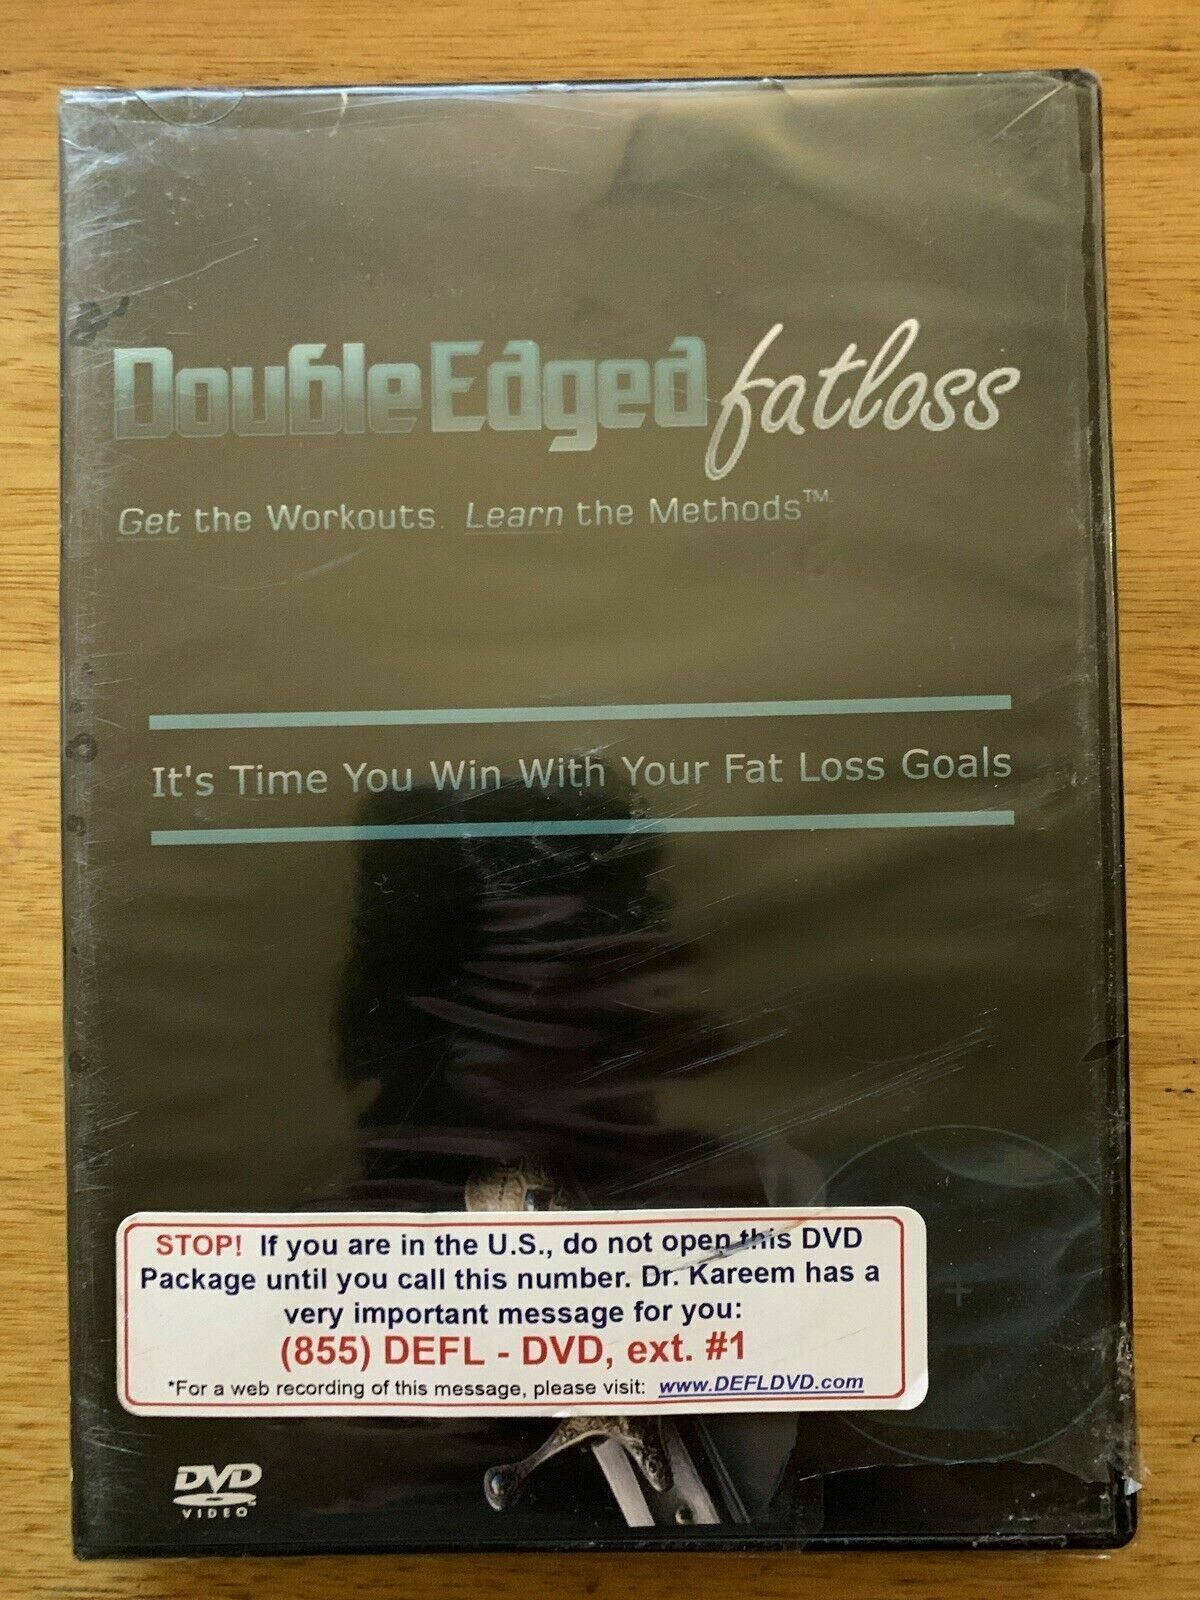 Double Edged fatloss
Get the Workouts. Learn the Methods™
It's Time You Win With Your Fat Loss Goals
STOP! If you are in the U.S., do not open this DVD
Package until you call this number. Dr. Kareem has a
very important message for you:
(855) DEFL - DVD, ext. #1
*For a web recording of this message, please visit: www.DEFLDVD.com
DVD
VIDEO™